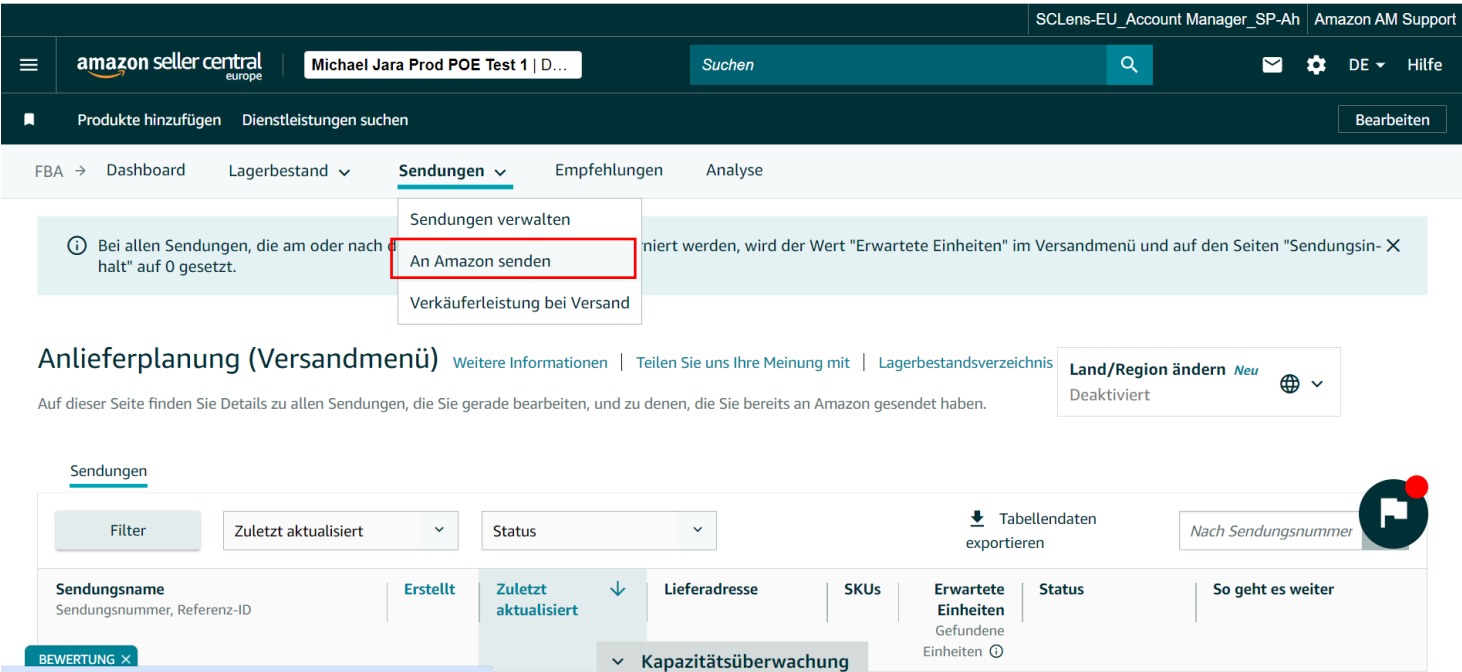 SCLens-EU_Account Manager_SP-Ah Amazon AM Support
amazon seller central
europe
Michael Jara Prod POE Test 1 | D...
Suchen
DE
Hilfe
Produkte hinzufügen Dienstleistungen suchen
Bearbeiten
FBA → Dashboard Lagerbestand Sendungen Empfehlungen Analyse
Sendungen verwalten
An Amazon senden
Verkäuferleistung bei Versand
Bei allen Sendungen, die am oder nach niert werden, wird der Wert "Erwartete Einheiten" im Versandmenü und auf den Seiten "Sendungsin-
halt" auf 0 gesetzt.
Anlieferplanung (Versandmenü) Weitere Informationen | Teilen Sie uns Ihre Meinung mit | Lagerbestandsverzeichnis
Land/Region ändern Neu
Deaktiviert
Auf dieser Seite finden Sie Details zu allen Sendungen, die Sie gerade bearbeiten, und zu denen, die Sie bereits an Amazon gesendet haben.
Sendungen
Filter
Zuletzt aktualisiert
Status
Tabellendaten
exportieren
Nach Sendungsnummer
Sendungsname
Sendungsnummer, Referenz-ID
Erstellt
Zuletzt
aktualisiert
Lieferadresse
SKUs
Erwartete
Einheiten
Gefundene
Einheiten
Status
So geht es weiter
BEWERTUNG ×
Kapazitätsüberwachung